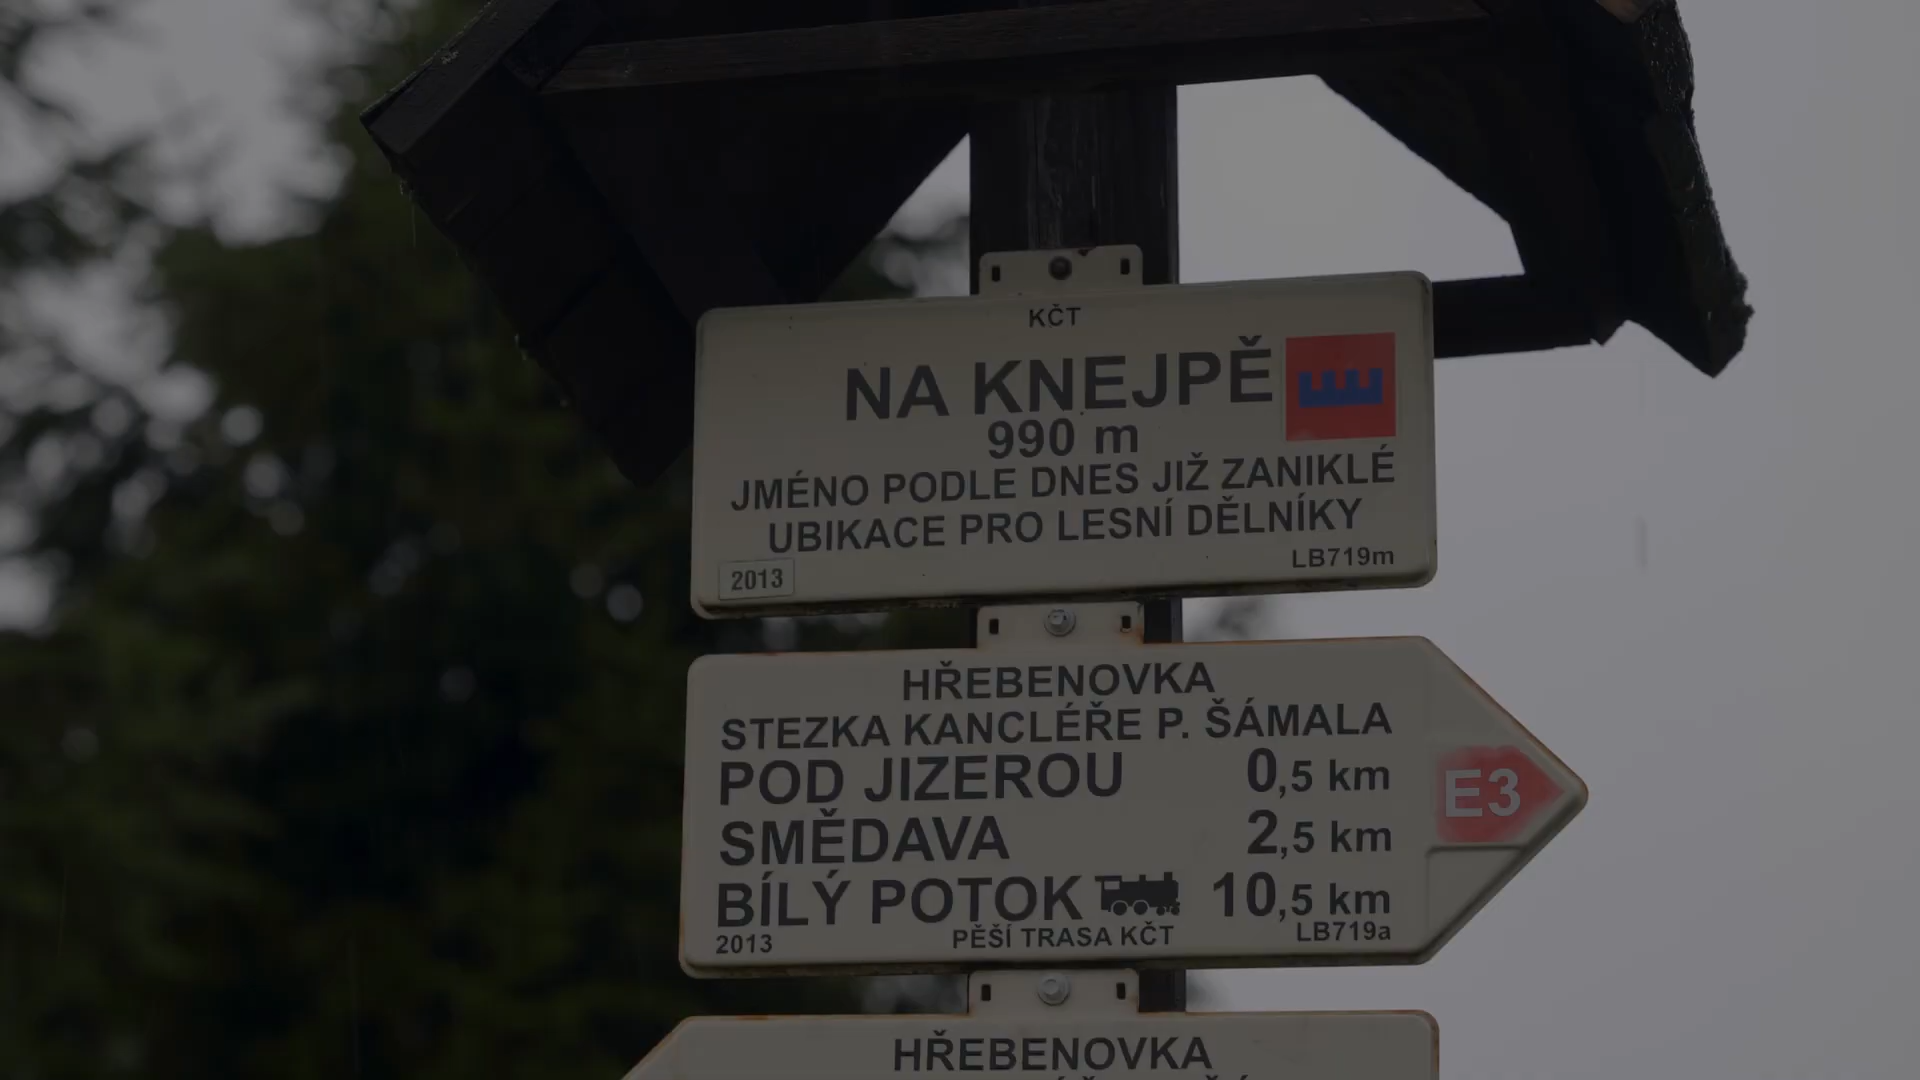 KČT
NA KNEJPĚ
990 m
JMÉNO PODLE DNES JIŽ ZANIKLÉ
UBIKACE PRO LESNÍ DĚLNÍKY
2013 LB719m
HŘEBENOVKA
STEZKA KANCLÉŘE P. ŠÁMALA
POD JIZEROU 0,5 km
E3
SMĚDAVA 2,5 km
BÍLÝ POTOK 10,5 km
2013 PĚŠÍ TRASA KČT LB719a
HŘEBENOVKA